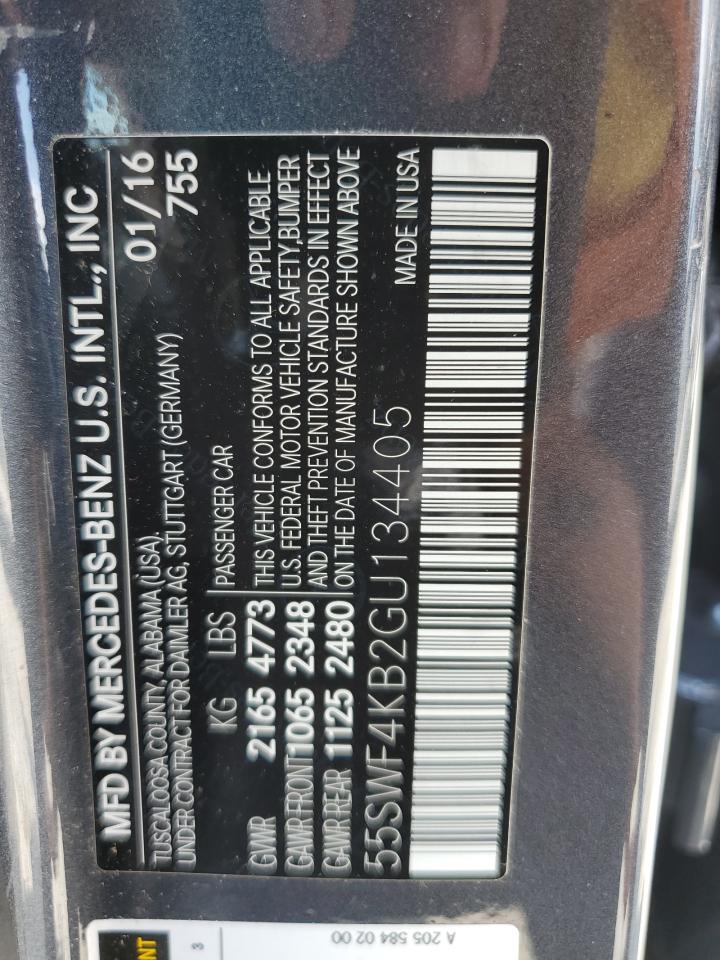 MFD BY MERCEDES-BENZ U.S. INTL., INC
TUSCALOOSA COUNTY, ALABAMA (USA), 01/16
UNDER CONTRACT FOR DAIMLER AG, STUTTGART (GERMANY) 755
KG LBS PASSENGER CAR
GVWR 2165 4773 THIS VEHICLE CONFORMS TO ALL APPLICABLE
GAWR FRONT 1065 2348 U.S. FEDERAL MOTOR VEHICLE SAFETY, BUMPER
AND THEFT PREVENTION STANDARDS IN EFFECT
GAWR REAR 1125 2480 ON THE DATE OF MANUFACTURE SHOWN ABOVE
55SWF4KB2GU134405 MADE IN USA
3
A 205 584 02 00